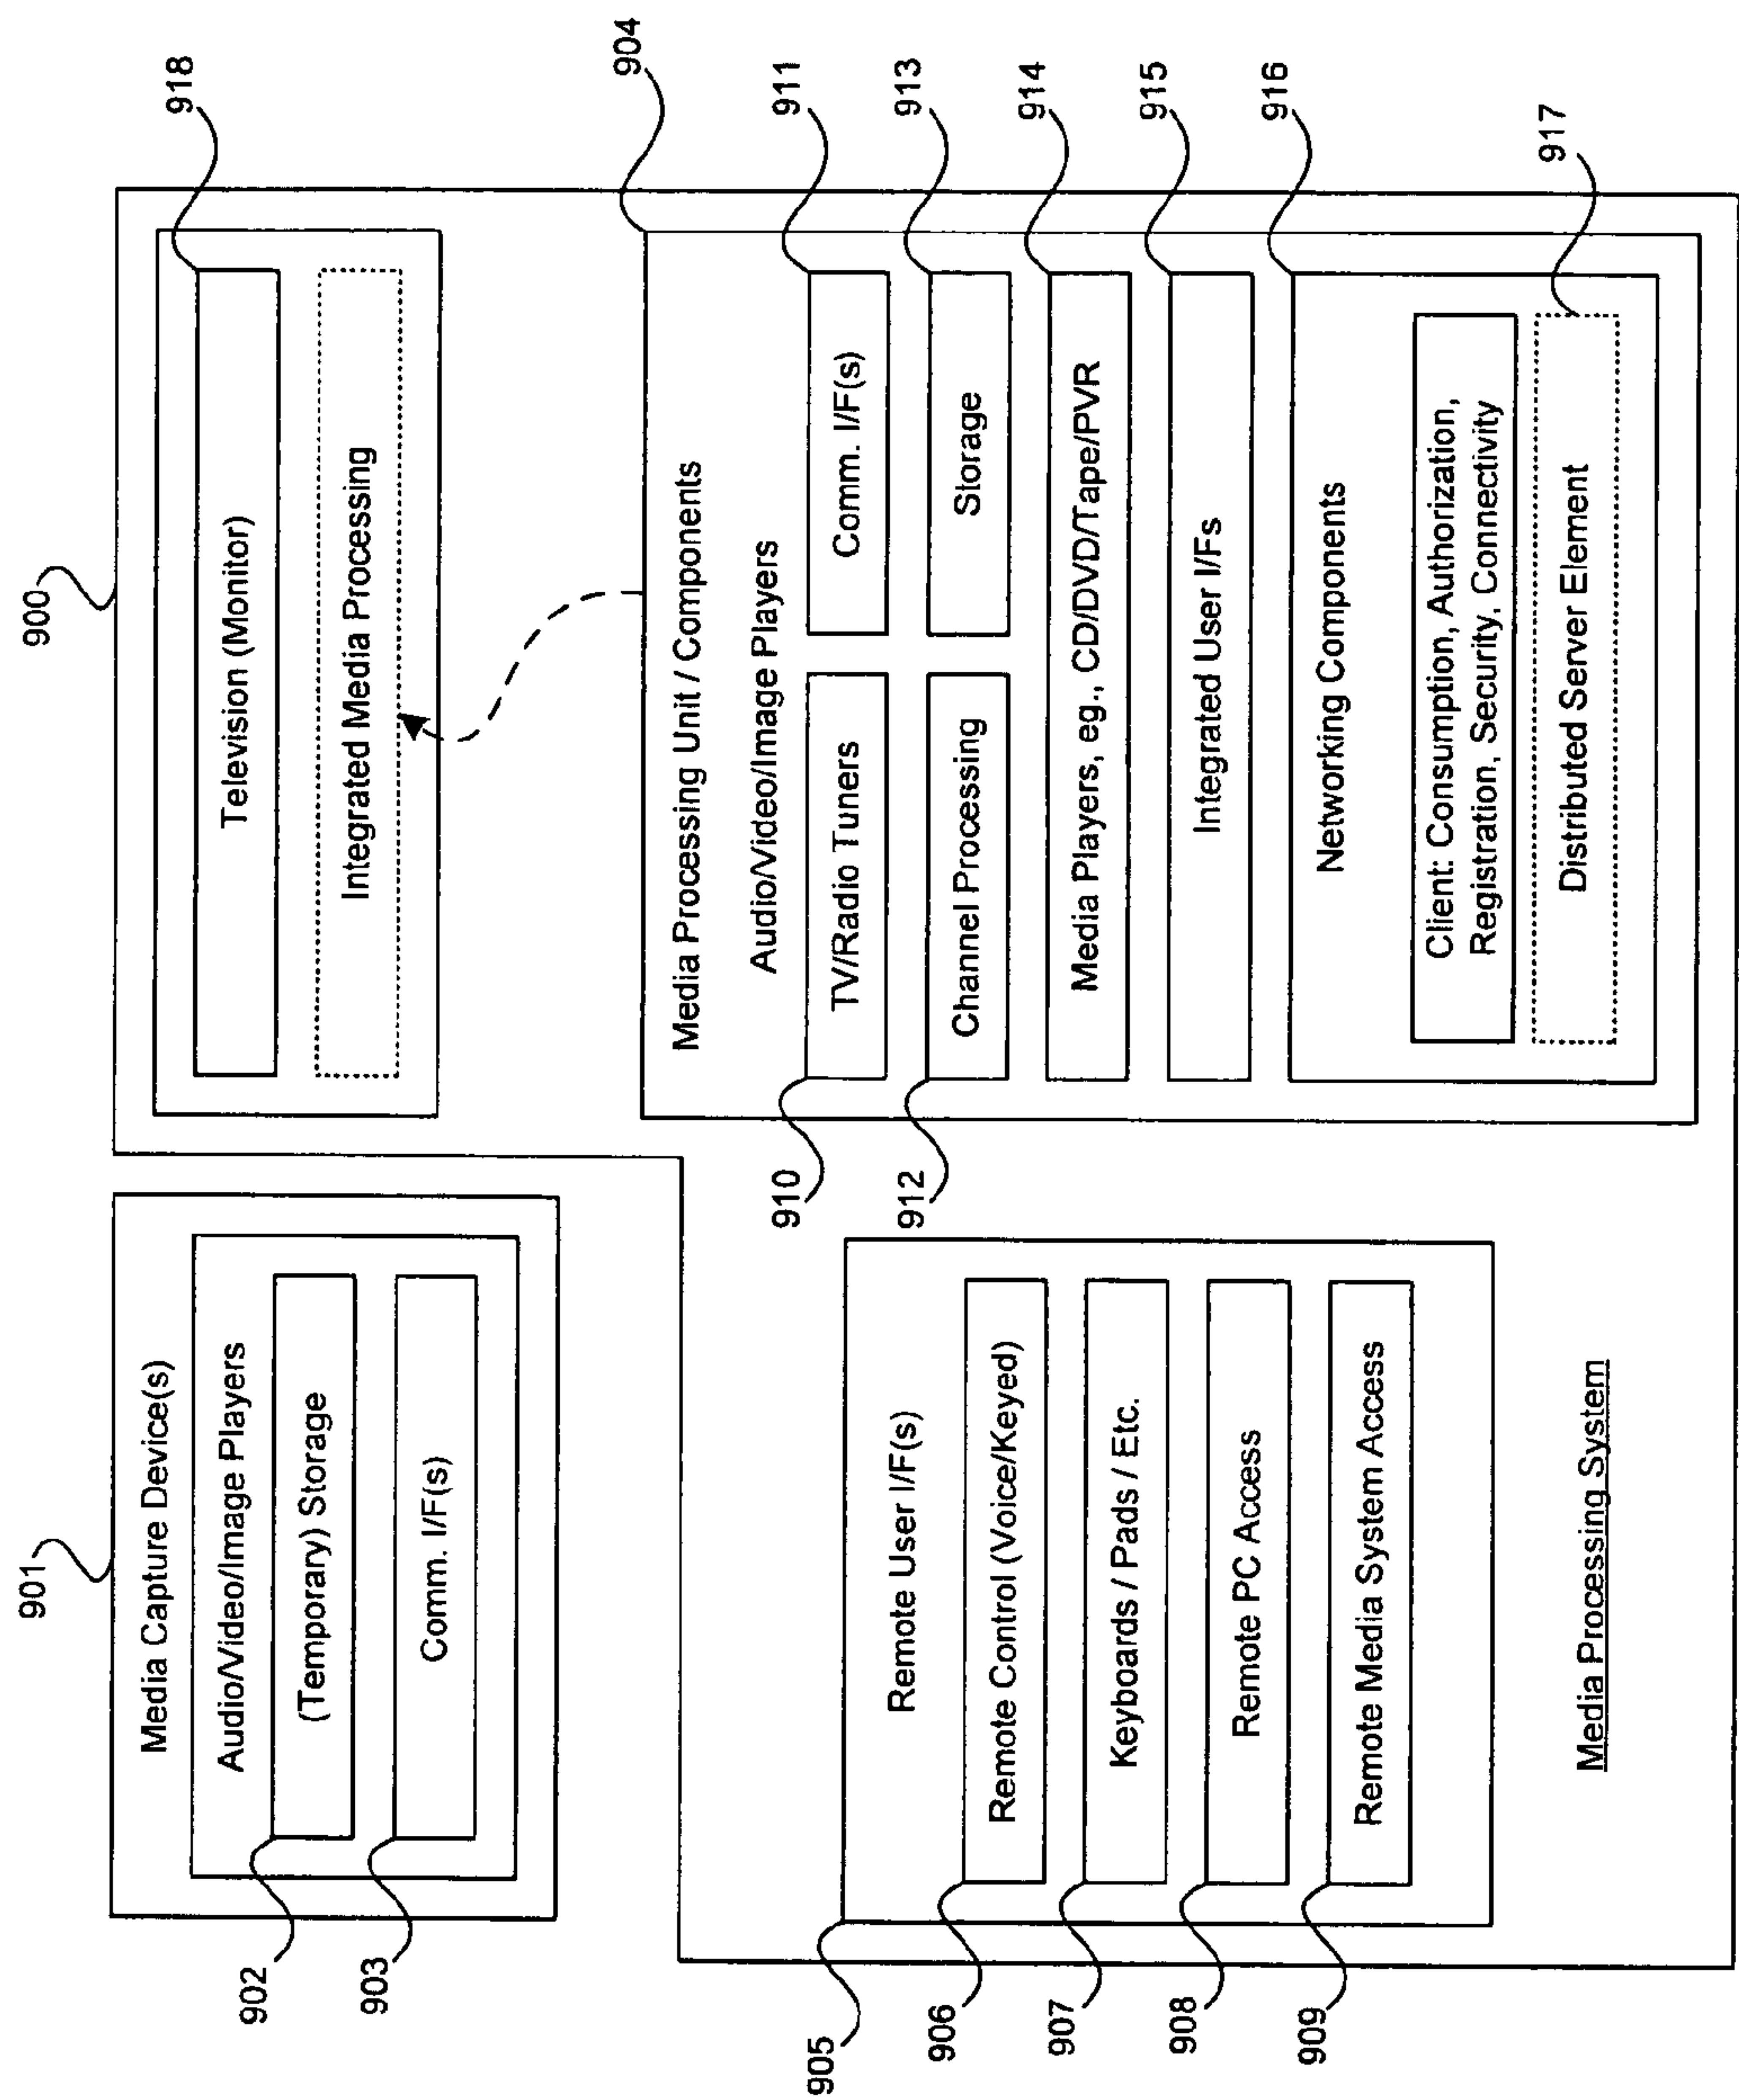 901
Media Capture Device(s)
Audio/Video/Image Players
(Temporary) Storage
Comm. I/F(s)
902
903
900
Television (Monitor)
Integrated Media Processing
918
904
Media Processing Unit / Components
Audio/Video/Image Players
TV/Radio Tuners
Comm. I/F(s)
Channel Processing
Storage
Media Players, eg., CD/DVD/Tape/PVR
Integrated User I/Fs
Networking Components
Client: Consumption, Authorization,
Registration, Security, Connectivity
Distributed Server Element
910
912
911
913
914
915
916
917
905
Remote User I/F(s)
Remote Control (Voice/Keyed)
Keyboards / Pads / Etc.
Remote PC Access
Remote Media System Access
906
907
908
909
Media Processing System